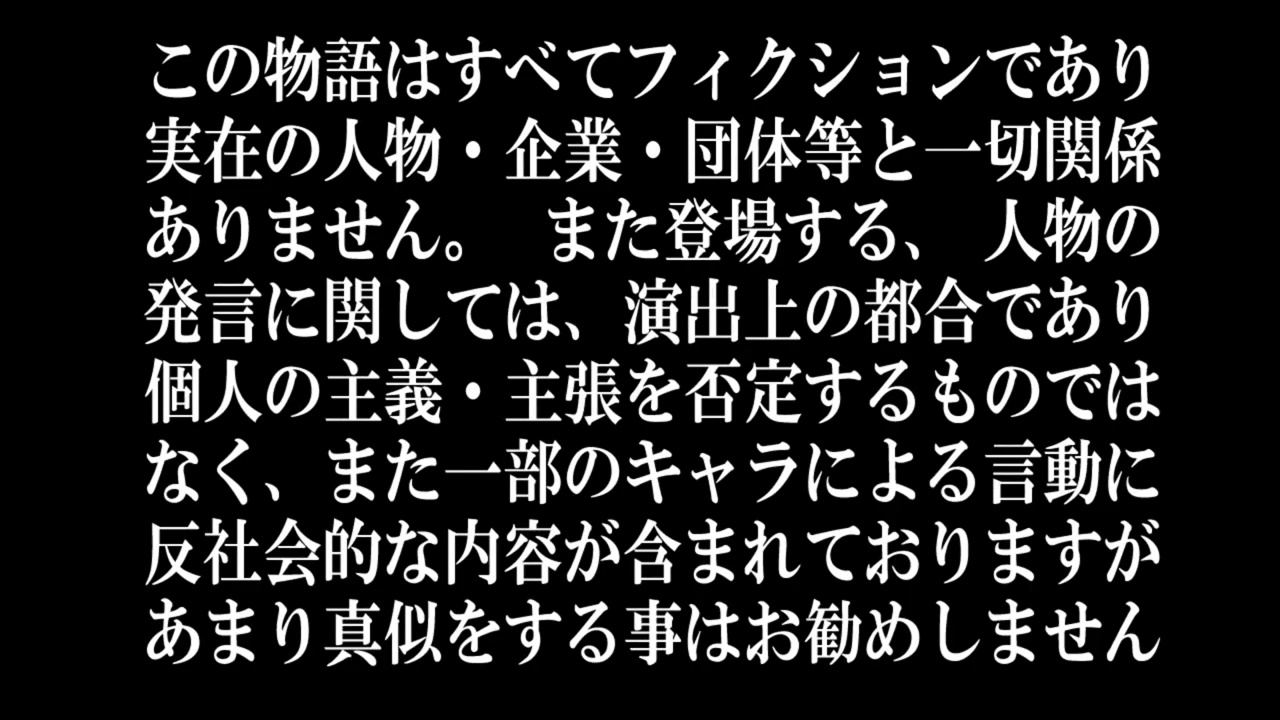 この物語はすべてフィクションであり
実在の人物・企業・団体等と一切関係
ありません。　また登場する、 人物の
発言に関しては、演出上の都合であり
個人の主義・主張を否定するものでは
なく、また一部のキャラによる言動に
反社会的な内容が含まれておりますが
あまり真似をする事はお勧めしません